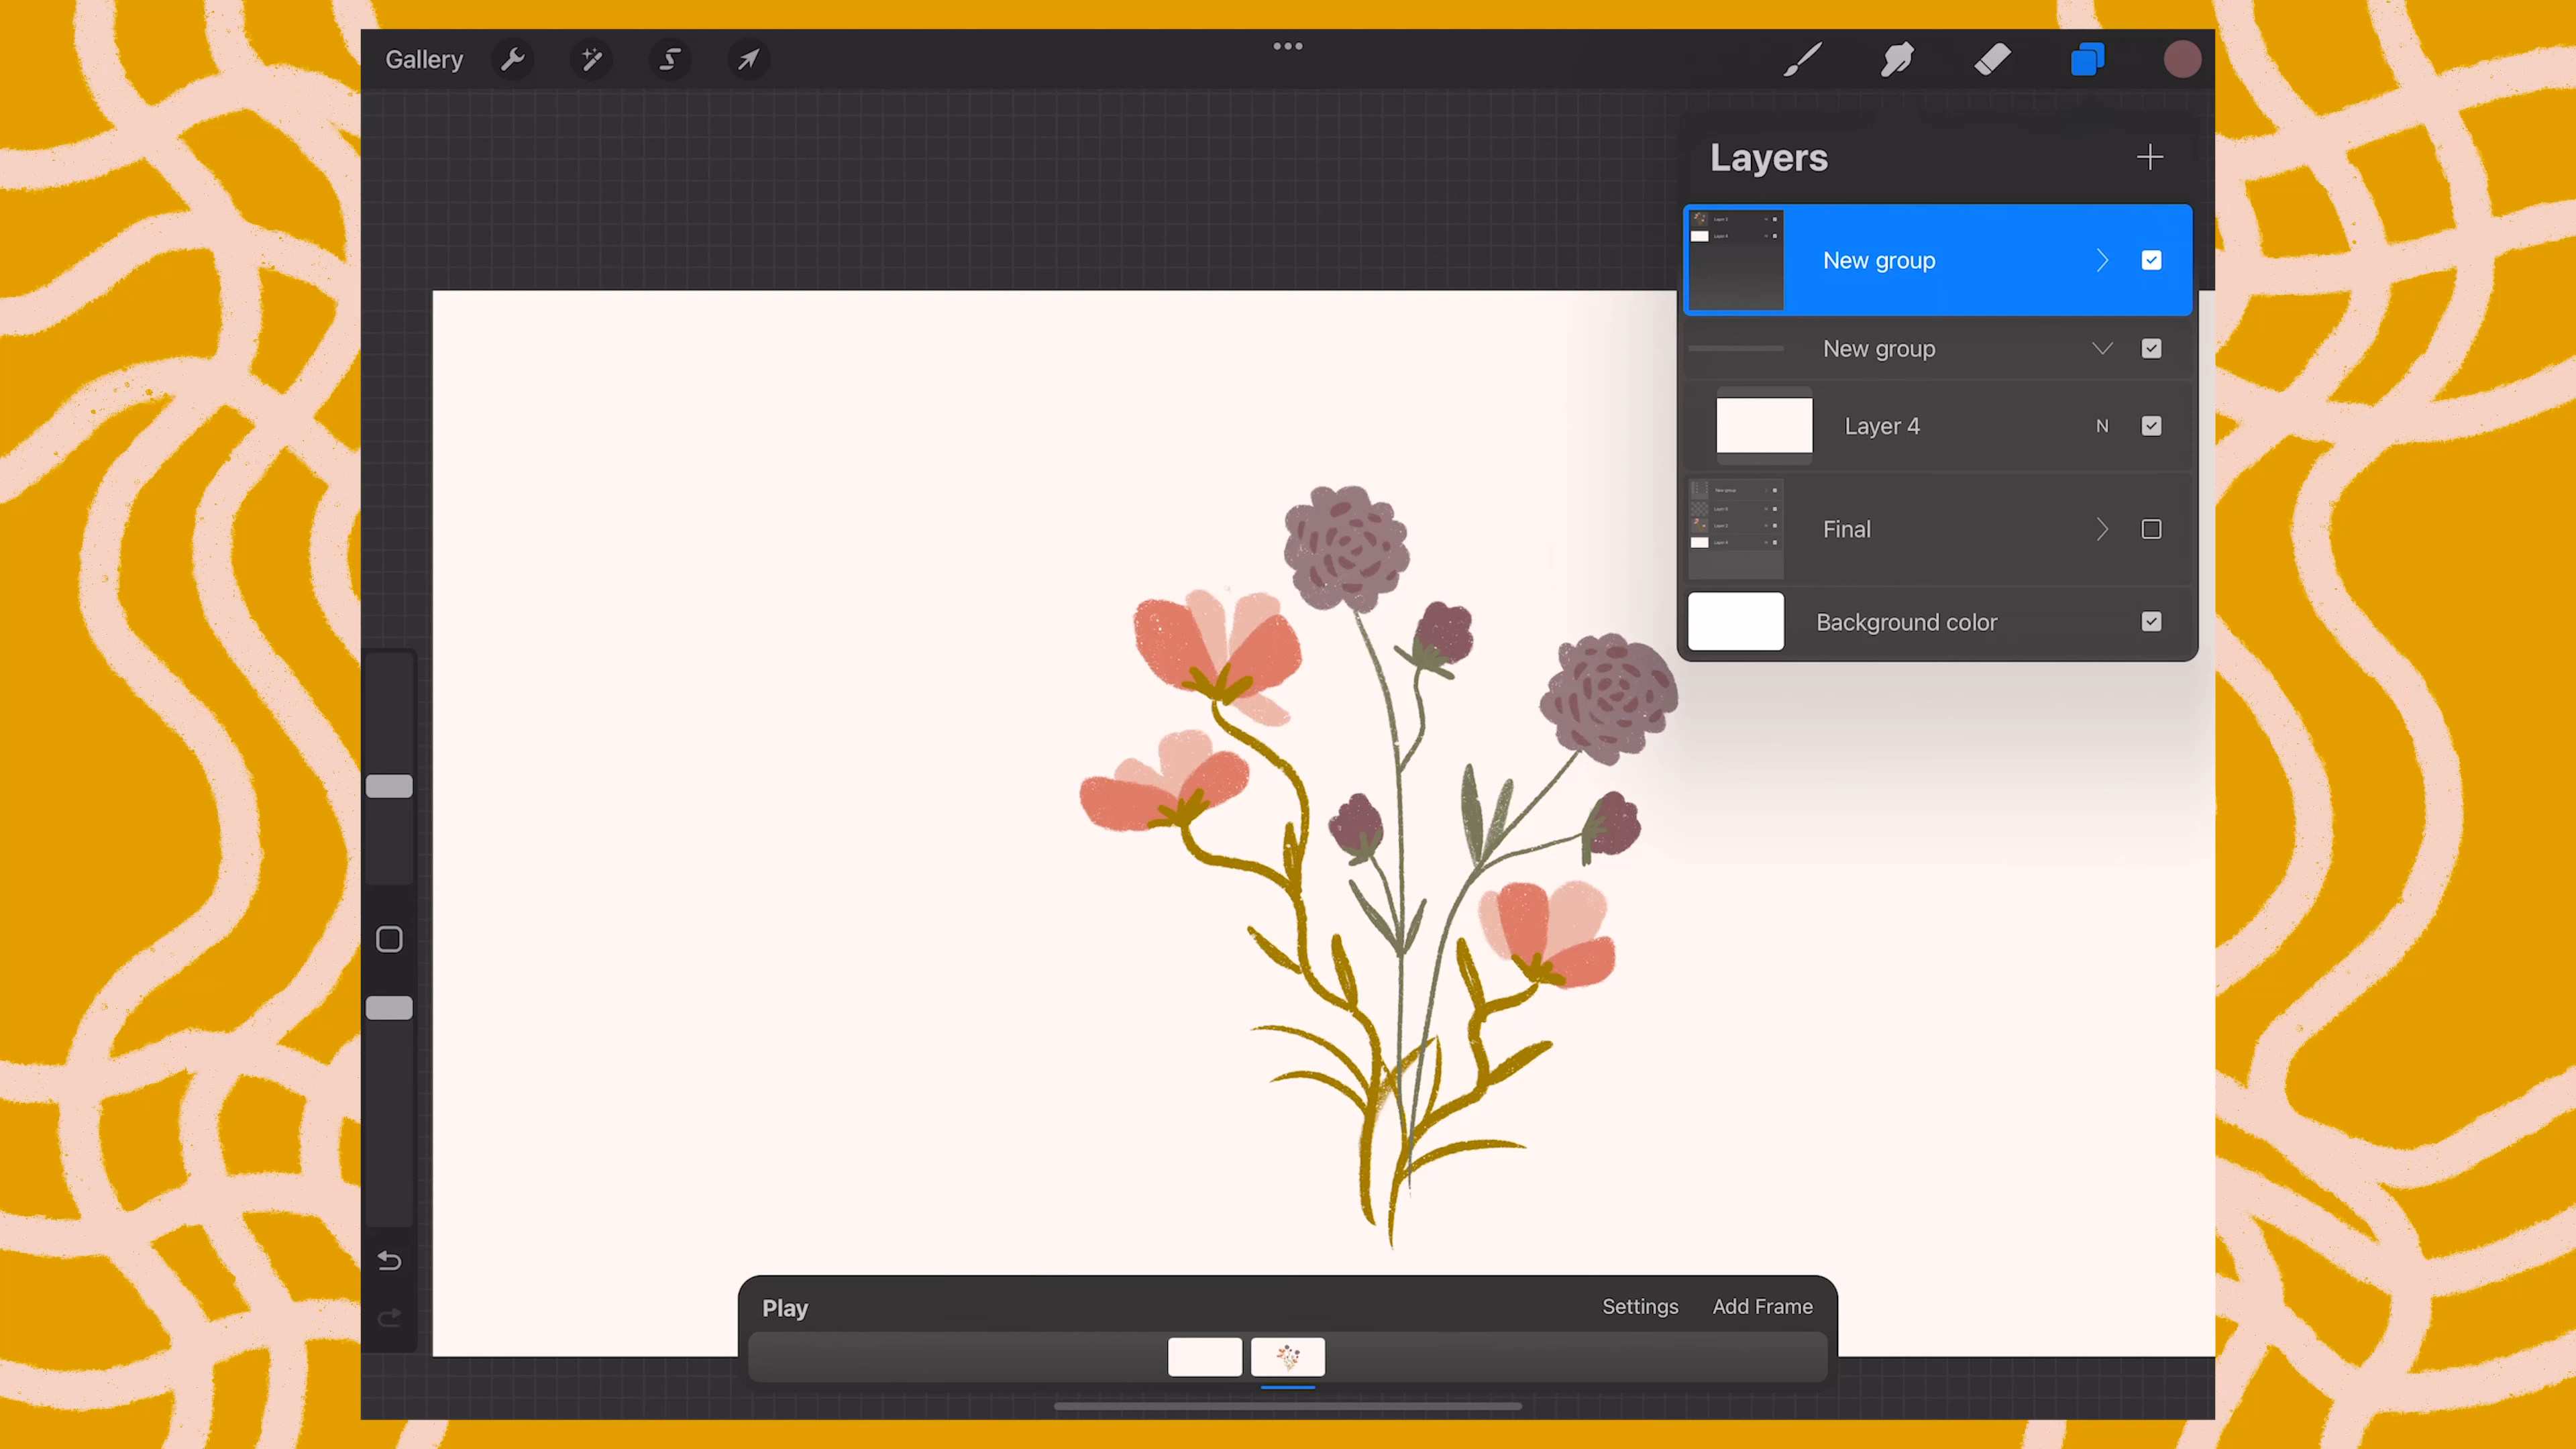 Gallery
Layers
New group
New group
Layer 4 N
Final
Background color
Play Settings Add Frame